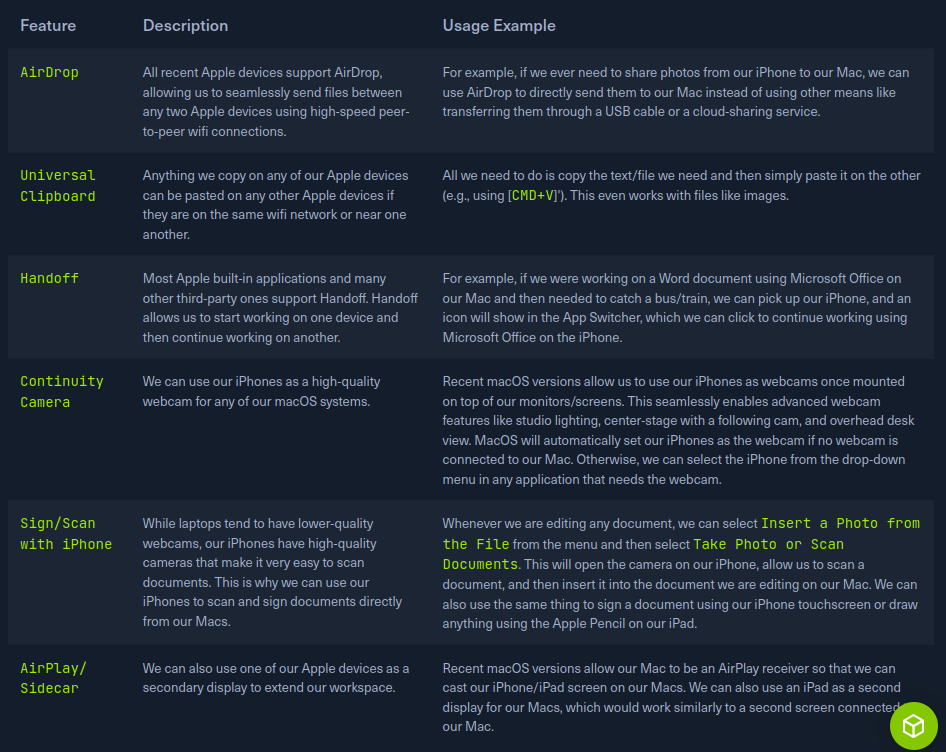 Feature Description Usage Example
AirDrop
All recent Apple devices support AirDrop,
allowing us to seamlessly send files between
any two Apple devices using high-speed peer-
to-peer wifi connections.
For example, if we ever need to share photos from our iPhone to our Mac, we can
use AirDrop to directly send them to our Mac instead of using other means like
transferring them through a USB cable or a cloud-sharing service.
Universal
Clipboard
Anything we copy on any of our Apple devices
can be pasted on any other Apple devices if
they are on the same wifi network or near one
another.
All we need to do is copy the text/file we need and then simply paste it on the other
(e.g., using [CMD+V]'). This even works with files like images.
Handoff
Most Apple built-in applications and many
other third-party ones support Handoff. Handoff
allows us to start working on one device and
then continue working on another.
For example, if we were working on a Word document using Microsoft Office on
our Mac and then needed to catch a bus/train, we can pick up our iPhone, and an
icon will show in the App Switcher, which we can click to continue working using
Microsoft Office on the iPhone.
Continuity
Camera
We can use our iPhones as a high-quality
webcam for any of our macOS systems.
Recent macOS versions allow us to use our iPhones as webcams once mounted
on top of our monitors/screens. This seamlessly enables advanced webcam
features like studio lighting, center-stage with a following cam, and overhead desk
view. MacOS will automatically set our iPhones as the webcam if no webcam is
connected to our Mac. Otherwise, we can select the iPhone from the drop-down
menu in any application that needs the webcam.
Sign/Scan
with iPhone
While laptops tend to have lower-quality
webcams, our iPhones have high-quality
cameras that make it very easy to scan
documents. This is why we can use our
iPhones to scan and sign documents directly
from our Macs.
Whenever we are editing any document, we can select Insert a Photo from
the File from the menu and then select Take Photo or Scan
Documents. This will open the camera on our iPhone, allow us to scan a
document, and then insert it into the document we are editing on our Mac. We can
also use the same thing to sign a document using our iPhone touchscreen or draw
anything using the Apple Pencil on our iPad.
AirPlay/
Sidecar
We can also use one of our Apple devices as a
secondary display to extend our workspace.
Recent macOS versions allow our Mac to be an AirPlay receiver so that we can
cast our iPhone/iPad screen on our Macs. We can also use an iPad as a second
display for our Macs, which would work similarly to a second screen connected
our Mac.